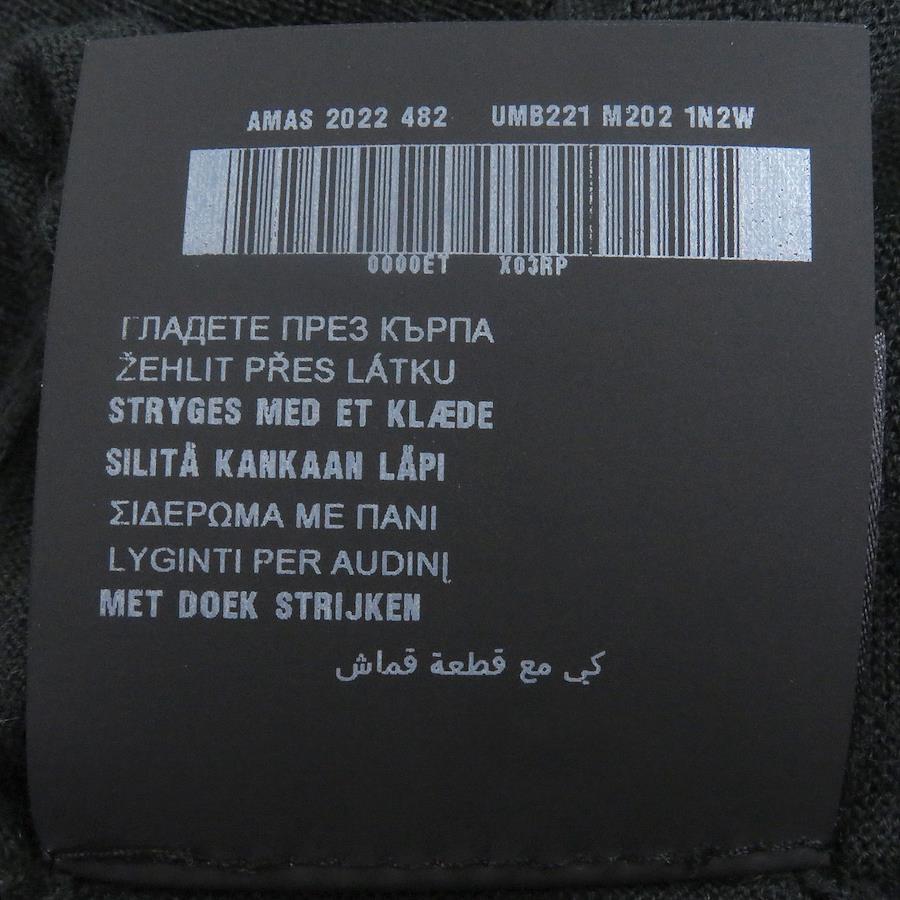 AMAS 2022 482 UMB221 M202 1N2W
0000ET X03RP
ГЛАДЕТЕ ПРЕЗ КЪРПА
ŽEHLIT PŘES LÁTKU
STRYGES MED ET KLÆDE
SILITÄ KANKAAN LÄPI
ΣΙΔΕΡΩΜΑ ΜΕ ΠΑΝΙ
LYGINTI PER AUDINĮ
MET DOEK STRIJKEN
كي مع قطعة قماش